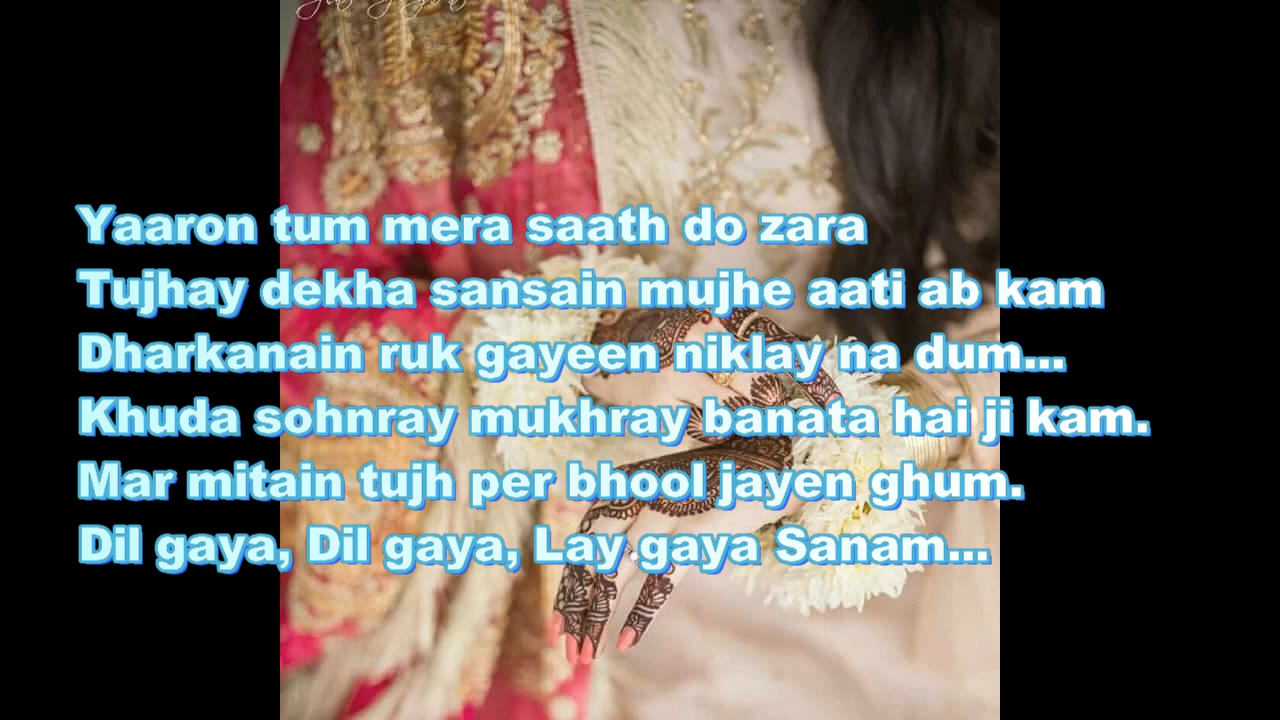 Yaaron tum mera saath do zara
Tujhay dekha sansain mujhe aati ab kam
Dharkanain ruk gayeen niklay na dum...
Khuda sohnray mukhray banata hai ji kam.
Mar mitain tujh per bhool jayen ghum.
Dil gaya, Dil gaya, Lay gaya Sanam...